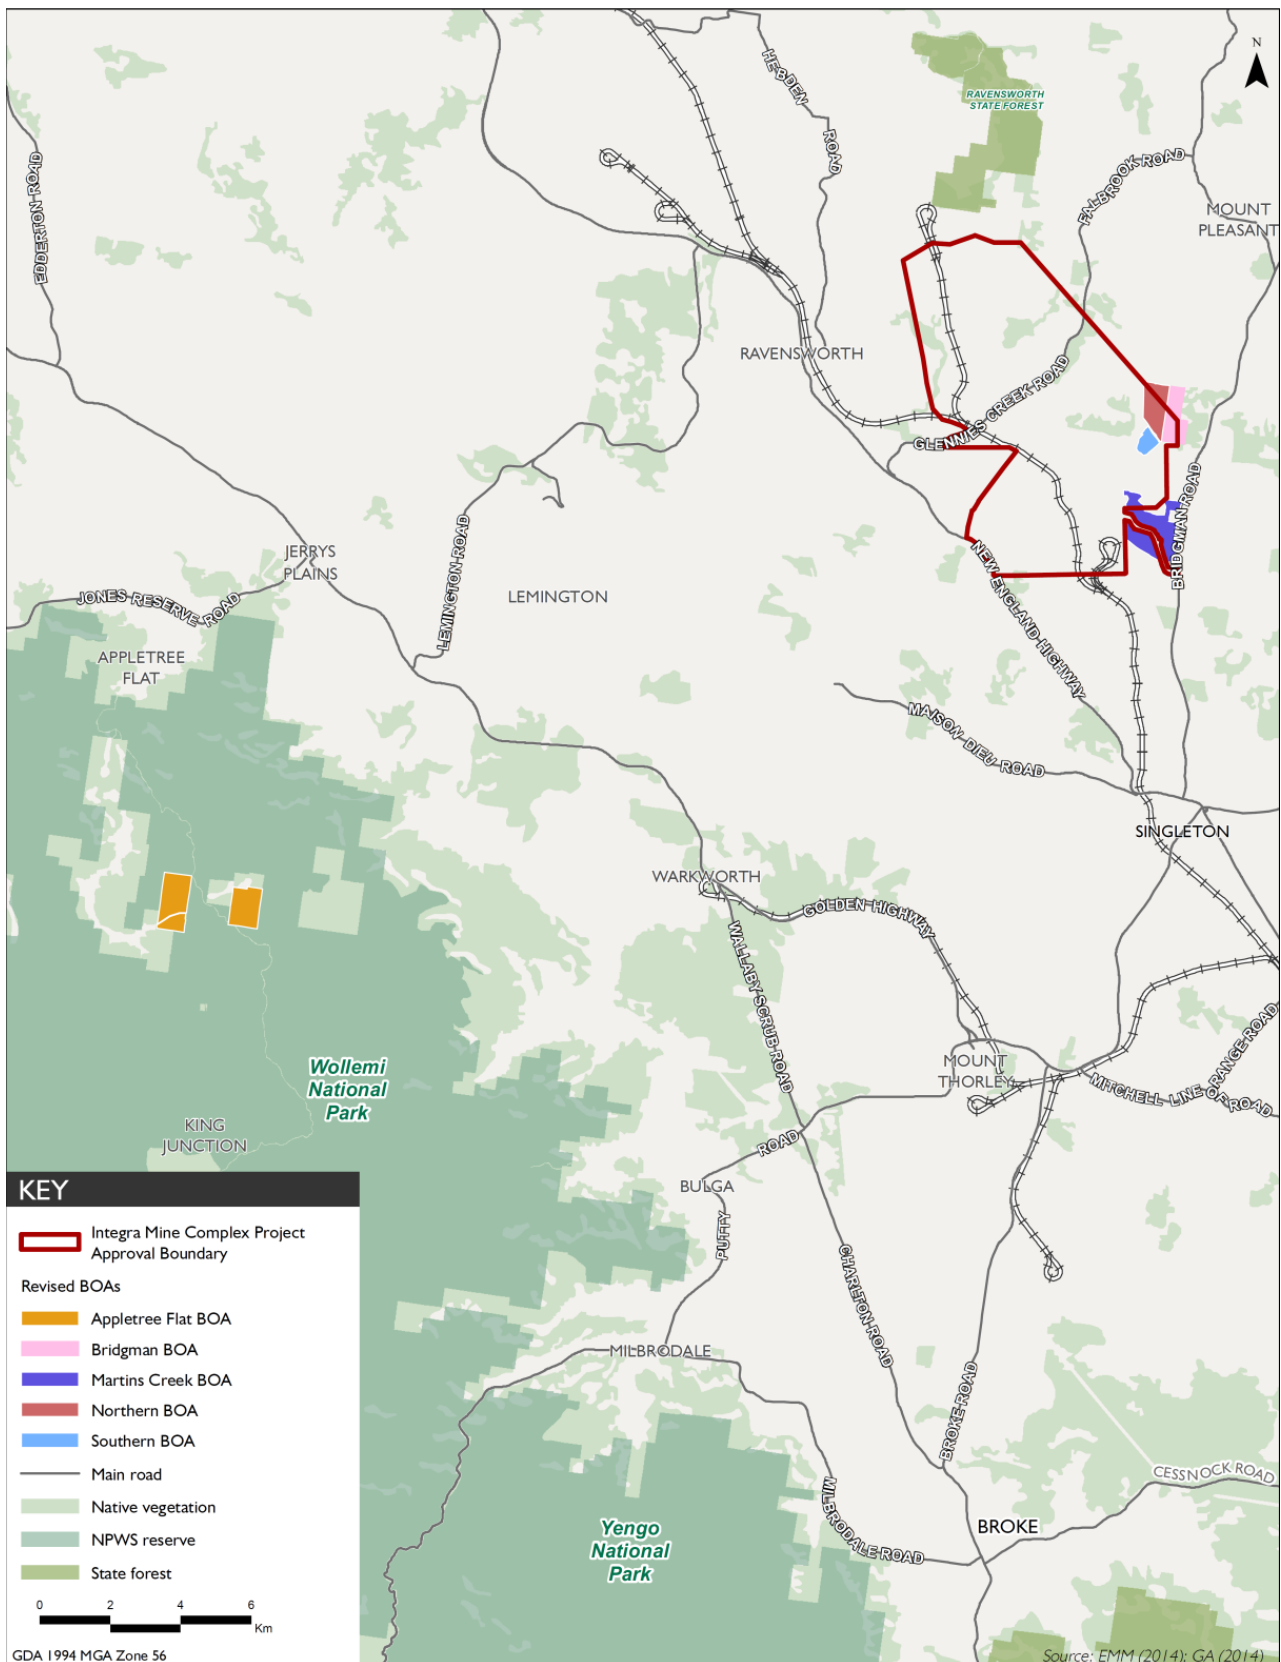 N
HEBDEN
ROAD
RAVENSWORTH
STATE FOREST
EDDERTON ROAD
FALBROOK ROAD
MOUNT
PLEASANT
RAVENSWORTH
GLENNIES CREEK ROAD
BRIDGMAN ROAD
JERRYS
PLAINS
JONES RESERVE ROAD
LEMINGTON ROAD
LEMINGTON
NEW ENGLAND HIGHWAY
APPLETREE
FLAT
MAISON DIEU ROAD
SINGLETON
WARKWORTH
GOLDEN HIGHWAY
WALLABY SCRUB ROAD
Wollemi
National
Park
MOUNT
THORLEY
RANGE ROAD
MITCHELL LINE OF ROAD
KING
JUNCTION
ROAD
BULGA
PUTTY
CHARLTON ROAD
MILBRODALE
BROKE ROAD
CESSNOCK ROAD
MILBRODALE ROAD
BROKE
Yengo
National
Park
KEY
Integra Mine Complex Project
Approval Boundary
Revised BOAs
Appletree Flat BOA
Bridgman BOA
Martins Creek BOA
Northern BOA
Southern BOA
Main road
Native vegetation
NPWS reserve
State forest
0 2 4 6
Km
GDA 1994 MGA Zone 56
Source: EMM (2014); GA (2014)